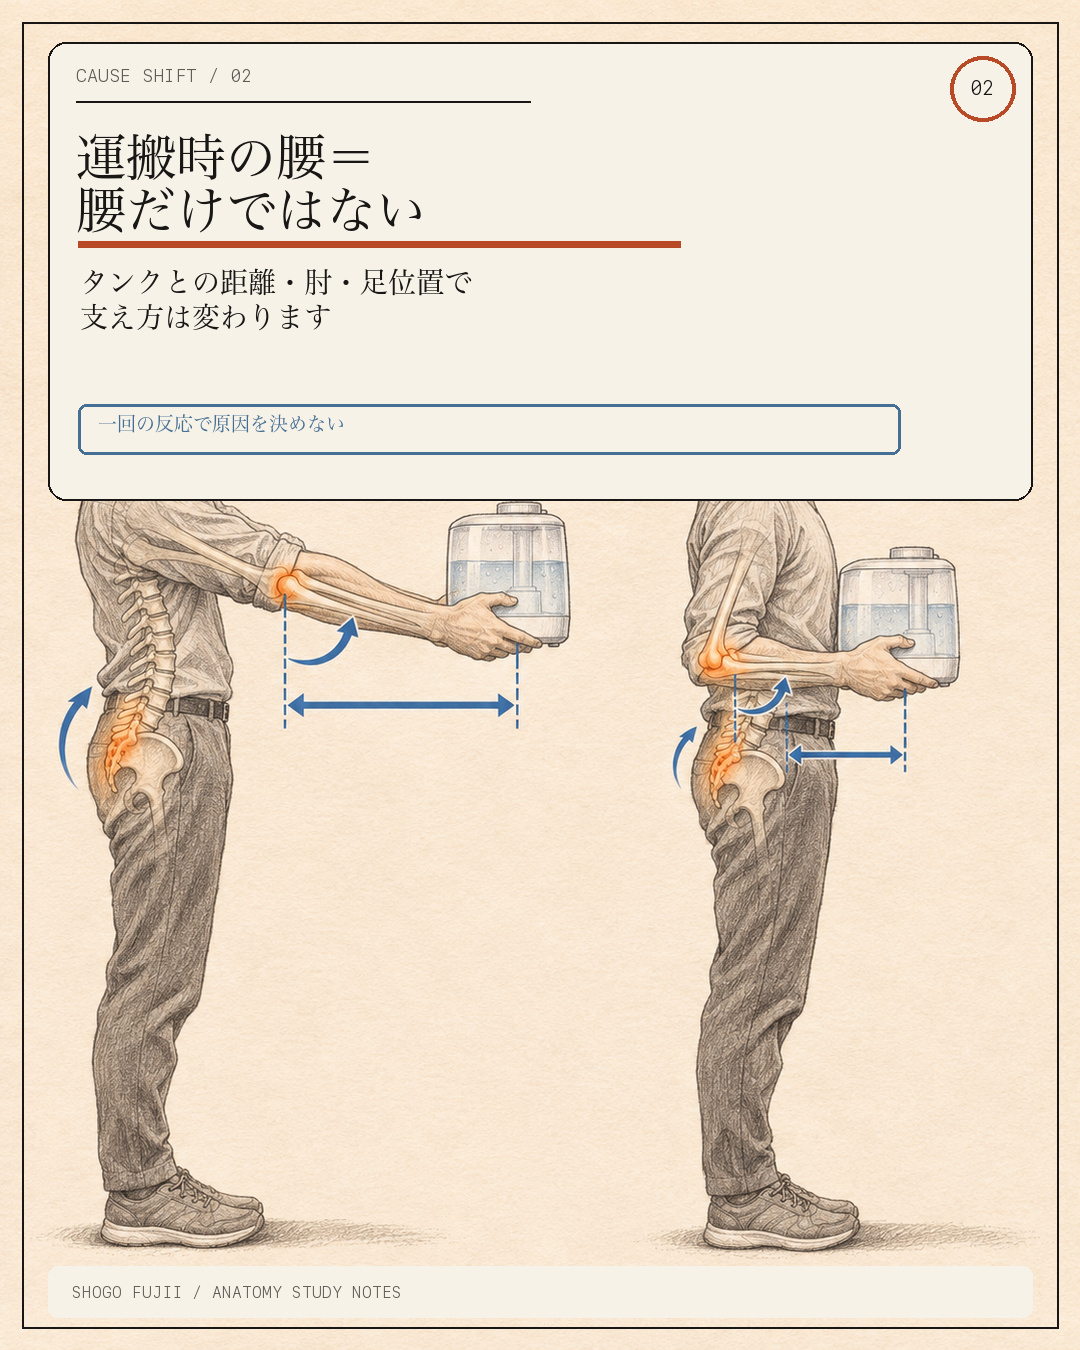 CAUSE SHIFT / 02
02
運搬時の腰＝
腰だけではない
タンクとの距離・肘・足位置で
支え方は変わります
一回の反応で原因を決めない
SHOGO FUJII / ANATOMY STUDY NOTES